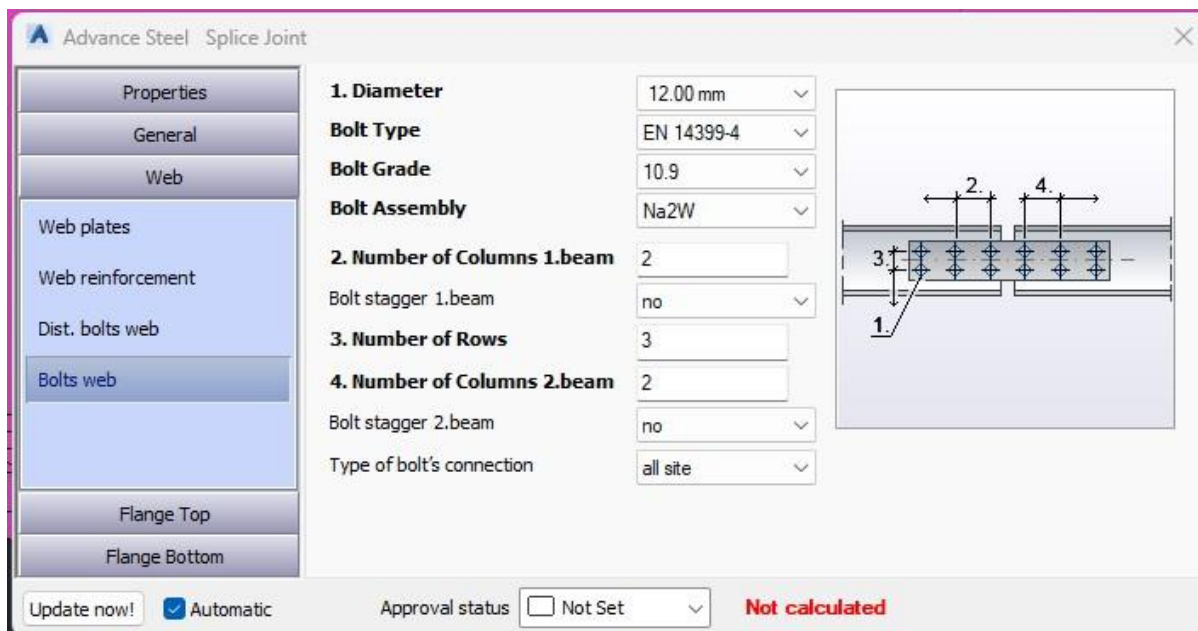 Advance Steel Splice Joint
Properties
General
Web
Web plates
Web reinforcement
Dist. bolts web
Bolts web
Flange Top
Flange Bottom
1. Diameter 12.00 mm
Bolt Type EN 14399-4
Bolt Grade 10.9
Bolt Assembly Na2W
2. Number of Columns 1.beam 2
Bolt stagger 1.beam no
3. Number of Rows 3
4. Number of Columns 2.beam 2
Bolt stagger 2.beam no
Type of bolt's connection all site
2. 4.
3.
1.
Update now! Automatic Approval status Not Set Not calculated